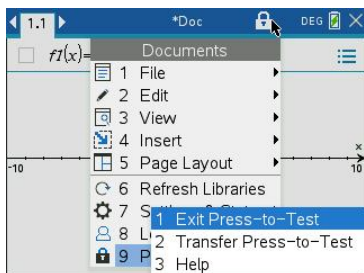 1.1 *Doc DEG
f1(x)=
Documents
1 File
2 Edit
3 View
4 Insert
5 Page Layout
6 Refresh Libraries
7 S
8 L
9 P
1 Exit Press-to-Test
2 Transfer Press-to-Test
3 Help
-10 10
x